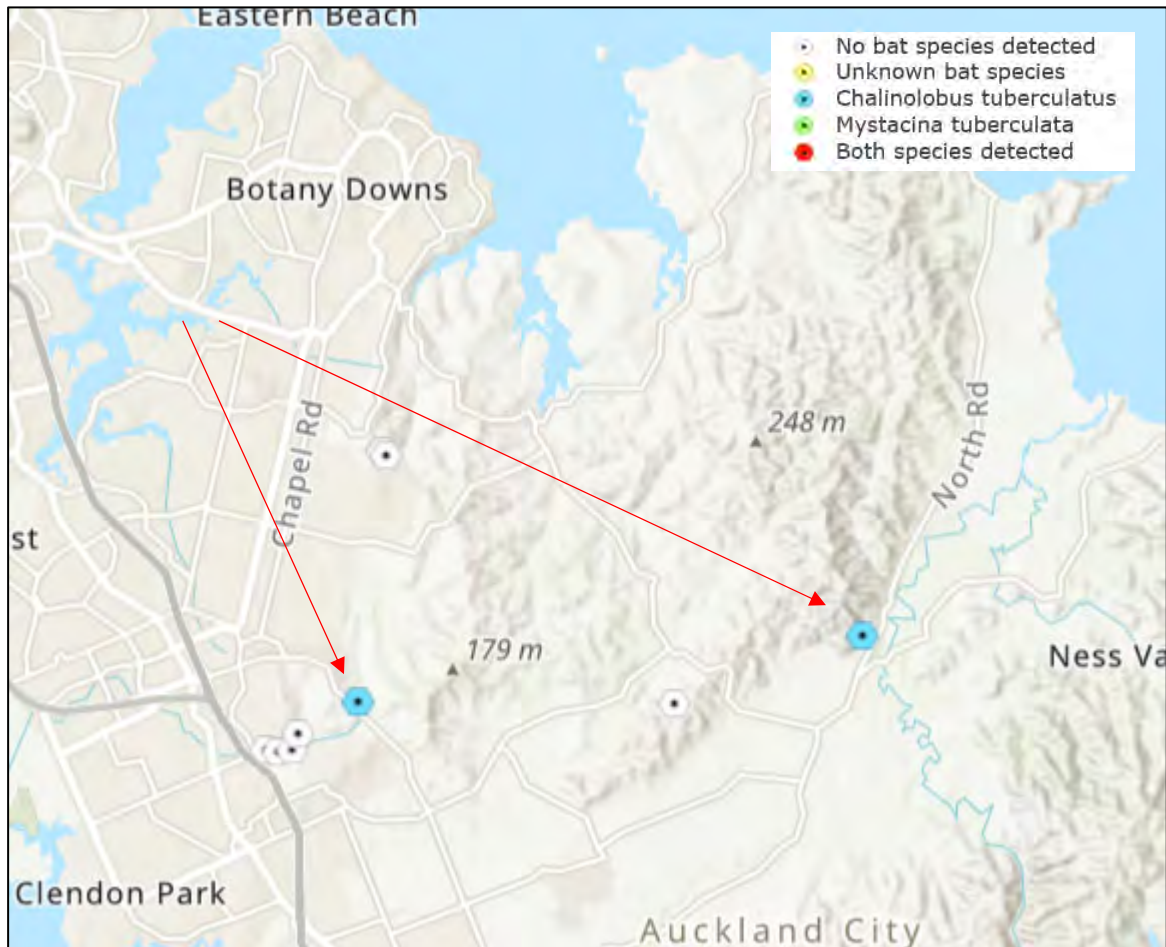 Eastern Beach
No bat species detected
Unknown bat species
Chalinolobus tuberculatus
Mystacina tuberculata
Both species detected
Botany Downs
248 m
North Rd
Chapel Rd
st
179 m
Ness Va
Clendon Park
Auckland City